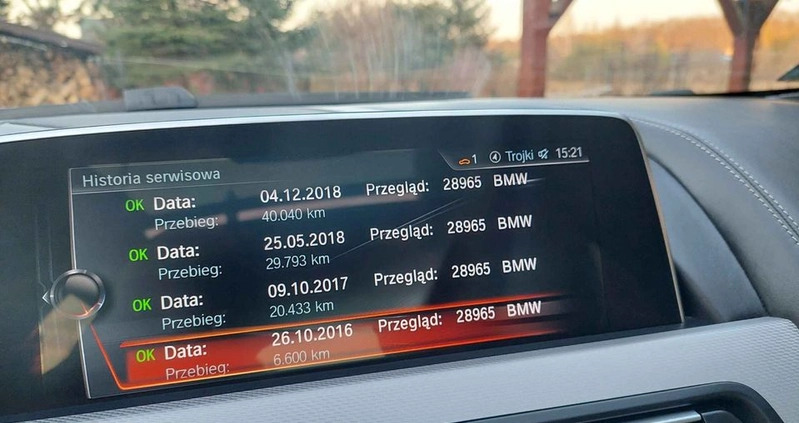 1 4 Trojki 15:21
Historia serwisowa
OK Data: 04.12.2018 Przegląd: 28965 BMW
Przebieg: 40.040 km
OK Data: 25.05.2018 Przegląd: 28965 BMW
Przebieg: 29.793 km
OK Data: 09.10.2017 Przegląd: 28965 BMW
Przebieg: 20.433 km
OK Data: 26.10.2016 Przegląd: 28965 BMW
Przebieg: 6.600 km